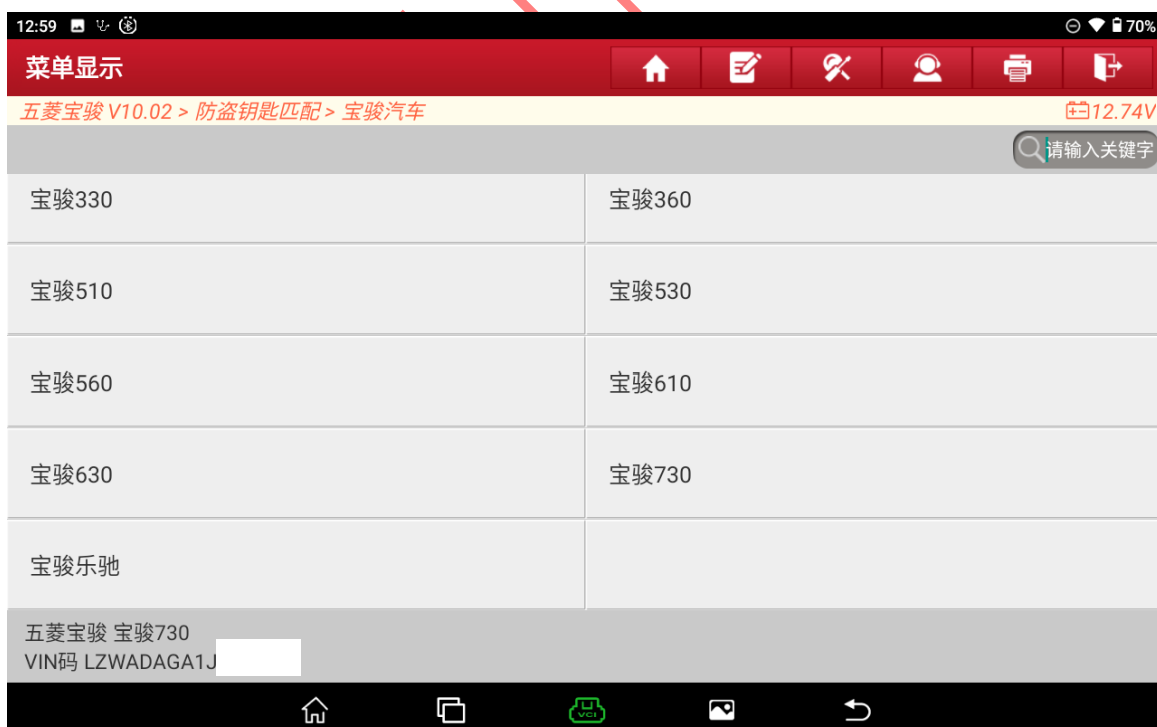 12:59 70%
菜单显示
五菱宝骏 V10.02 > 防盗钥匙匹配 > 宝骏汽车 12.74V
请输入关键字
宝骏330 宝骏360
宝骏510 宝骏530
宝骏560 宝骏610
宝骏630 宝骏730
宝骏乐驰
五菱宝骏 宝骏730
VIN码 LZWADAGA1J
VCI